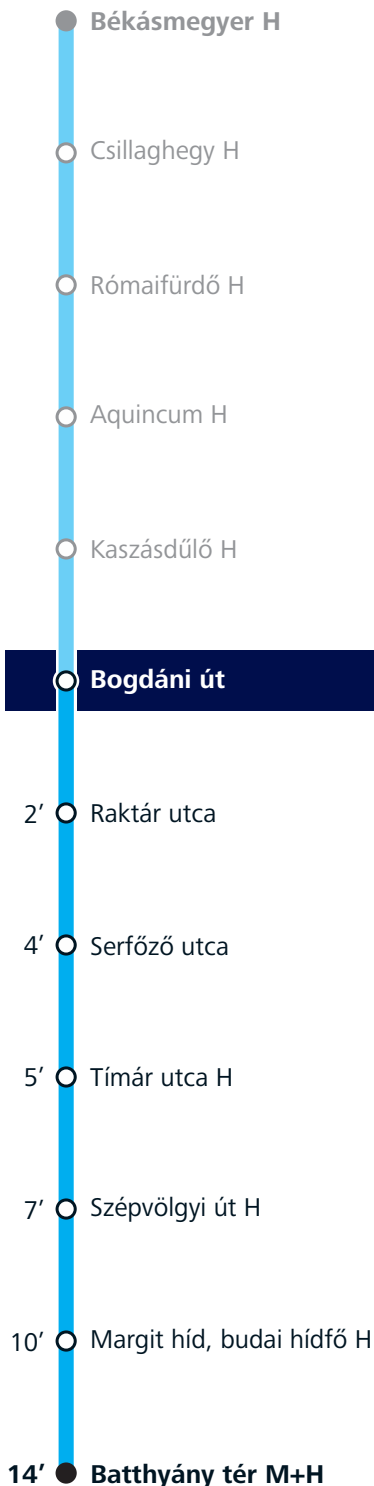 Békásmegyer H
Csillaghegy H
Rómaifürdő H
Aquincum H
Kaszásdűlő H
Bogdáni út
2’ Raktár utca
4’ Serfőző utca
5’ Tímár utca H
7’ Szépvölgyi út H
10’ Margit híd, budai hídfő H
14’ Batthyány tér M+H